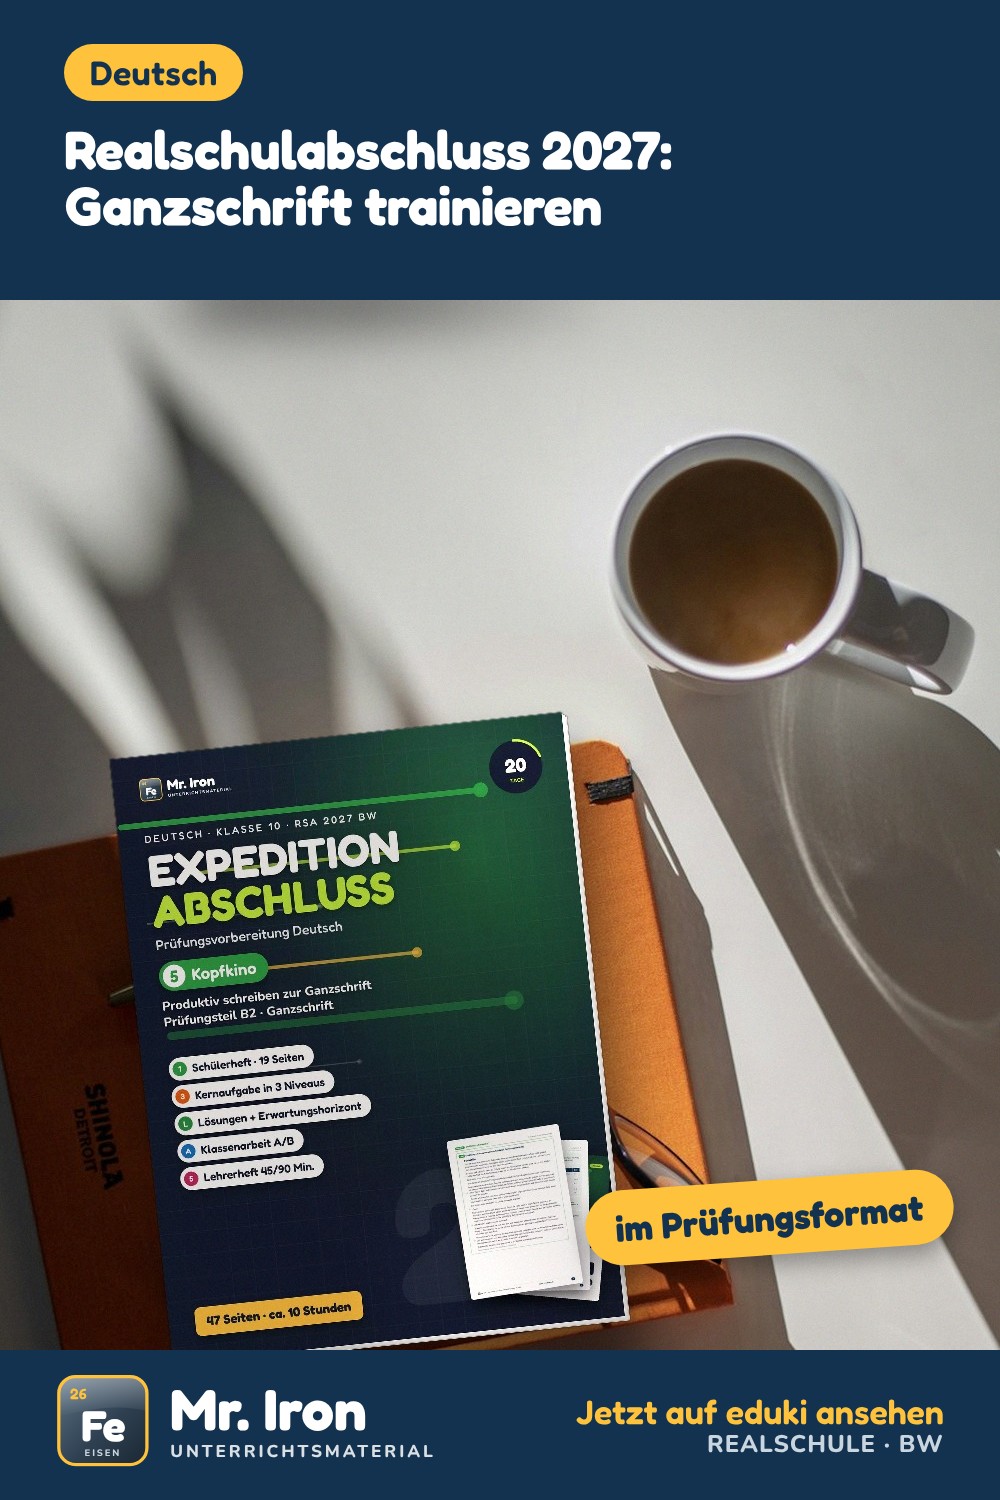 Deutsch
Realschulabschluss 2027:
Ganzschrift trainieren
Fe
Mr. Iron
UNTERRICHTSMATERIAL
20
TAGE
DEUTSCH · KLASSE 10 · RSA 2027 BW
EXPEDITION
ABSCHLUSS
Prüfungsvorbereitung Deutsch
5 Kopfkino
Produktiv schreiben zur Ganzschrift
Prüfungsteil B2 · Ganzschrift
1 Schülerheft · 19 Seiten
3 Kernaufgabe in 3 Niveaus
L Lösungen + Erwartungshorizont
A Klassenarbeit A/B
S Lehrerheft 45/90 Min.
47 Seiten · ca. 10 Stunden
SHINOLA
DETROIT
im Prüfungsformat
26
Fe
EISEN
Mr. Iron
UNTERRICHTSMATERIAL
Jetzt auf eduki ansehen
REALSCHULE · BW